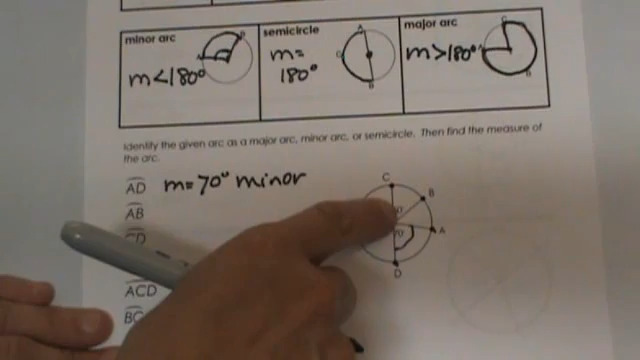 minor arc
m<180°
semicircle
m=
180°
A
B
major arc
m>180°
C
B
Identify the given arc as a major arc, minor arc, or semicircle. Then find the measure of
the arc.
AD m=70° minor
AB
CD
ACD
C
B
A
D